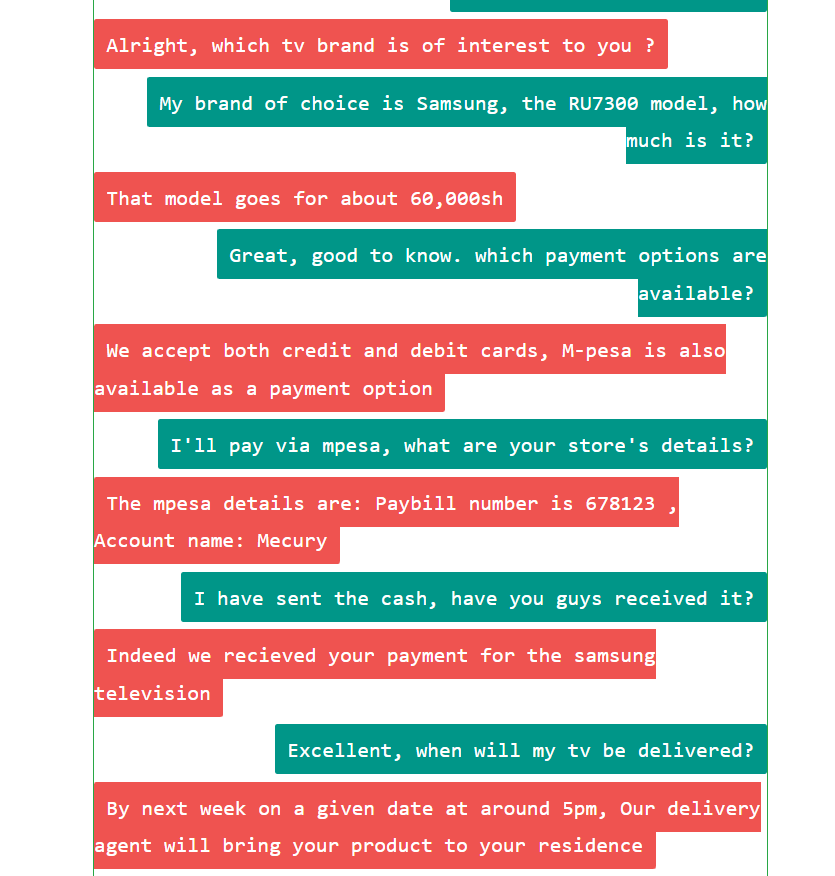 Alright, which tv brand is of interest to you ?
My brand of choice is Samsung, the RU7300 model, how
much is it?
That model goes for about 60,000sh
Great, good to know. which payment options are
available?
We accept both credit and debit cards, M-pesa is also
available as a payment option
I'll pay via mpesa, what are your store's details?
The mpesa details are: Paybill number is 678123 ,
Account name: Mecury
I have sent the cash, have you guys received it?
Indeed we recieved your payment for the samsung
television
Excellent, when will my tv be delivered?
By next week on a given date at around 5pm, Our delivery
agent will bring your product to your residence